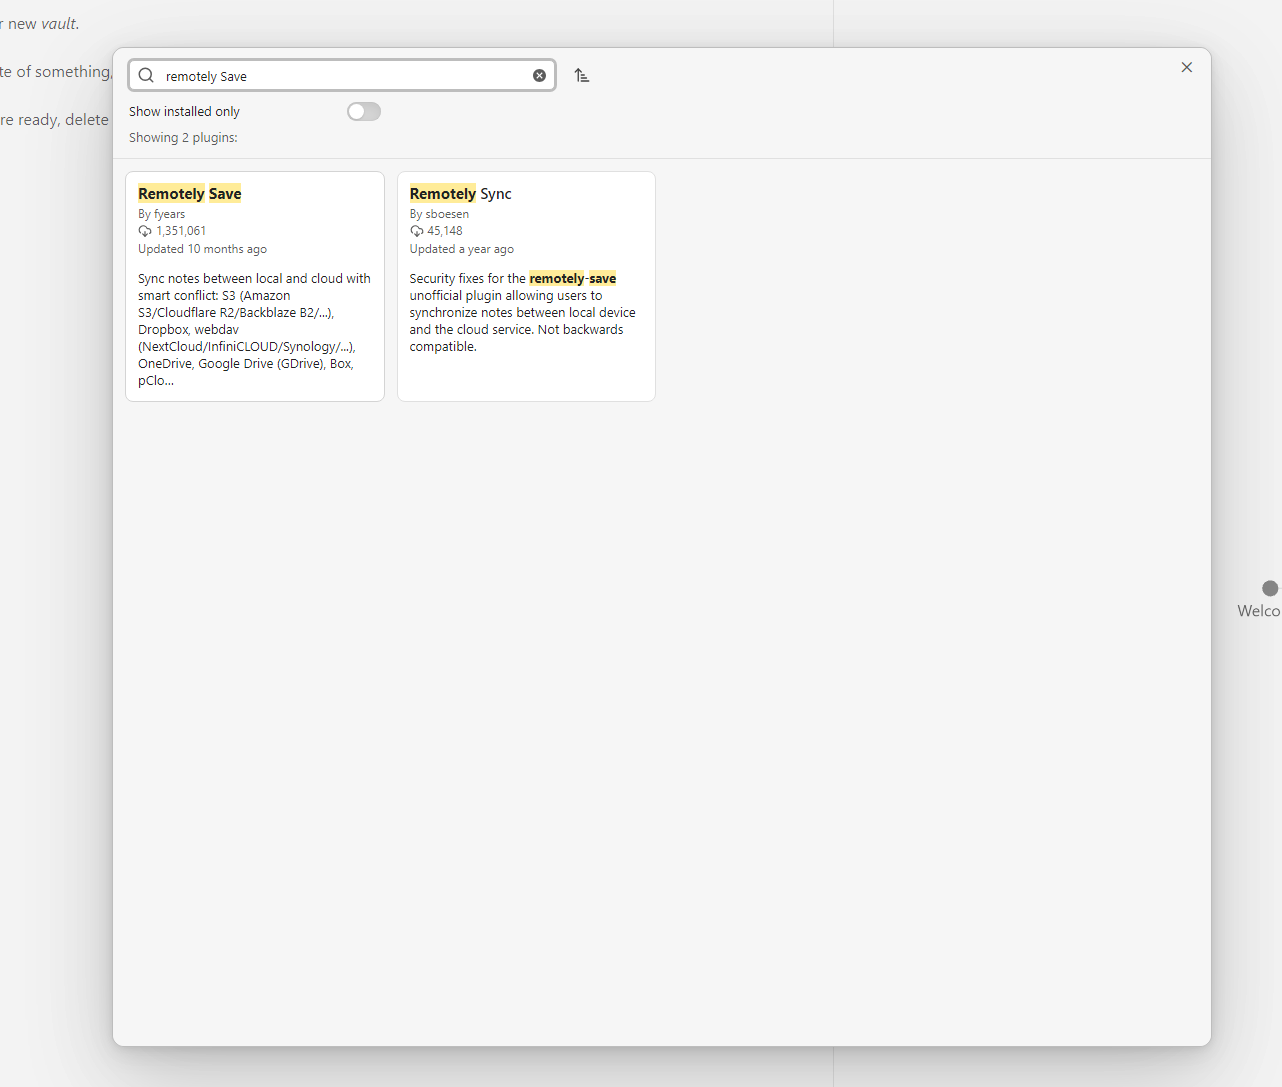 r new vault.
te of something,
re ready, delete
remotely Save
Show installed only
Showing 2 plugins:
Remotely Save
By fyears
1,351,061
Updated 10 months ago
Sync notes between local and cloud with
smart conflict: S3 (Amazon
S3/Cloudflare R2/Backblaze B2/...),
Dropbox, webdav
(NextCloud/InfiniCLOUD/Synology/...),
OneDrive, Google Drive (GDrive), Box,
pClo...
Remotely Sync
By sboesen
45,148
Updated a year ago
Security fixes for the remotely-save
unofficial plugin allowing users to
synchronize notes between local device
and the cloud service. Not backwards
compatible.
Welco